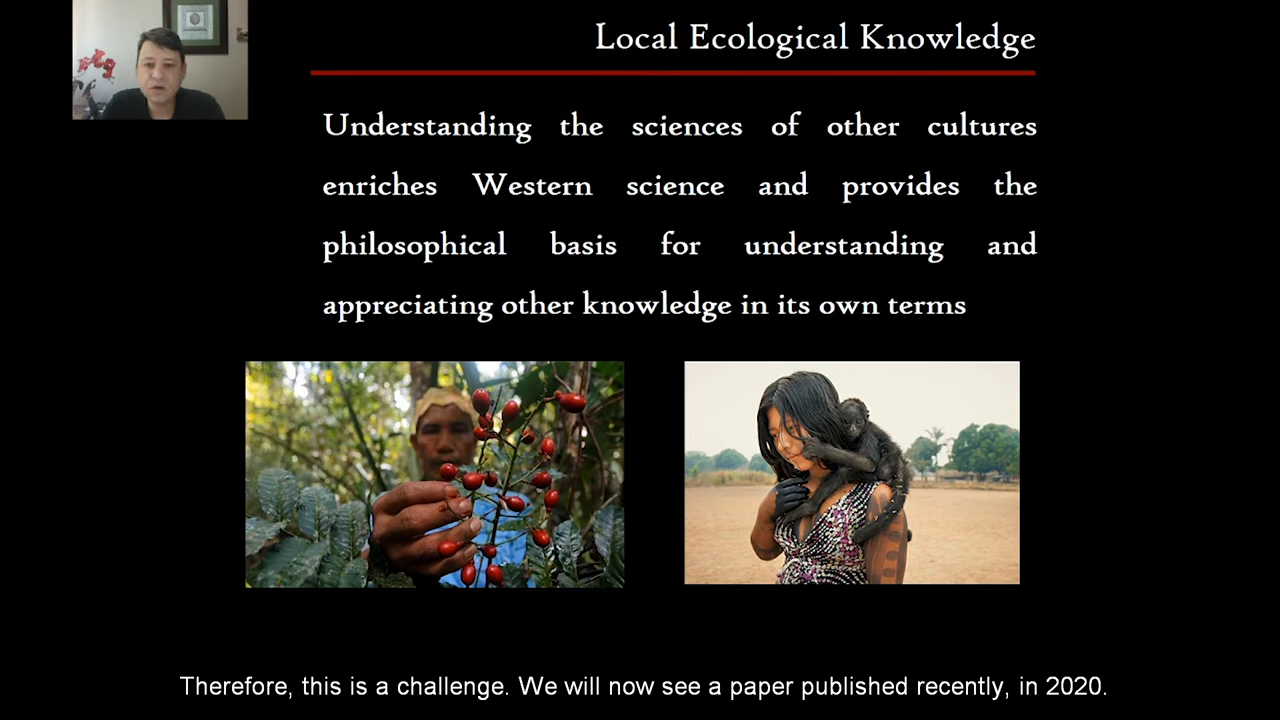 Local Ecological Knowledge
Understanding the sciences of other cultures
enriches Western science and provides the
philosophical basis for understanding and
appreciating other knowledge in its own terms
Therefore, this is a challenge. We will now see a paper published recently, in 2020.